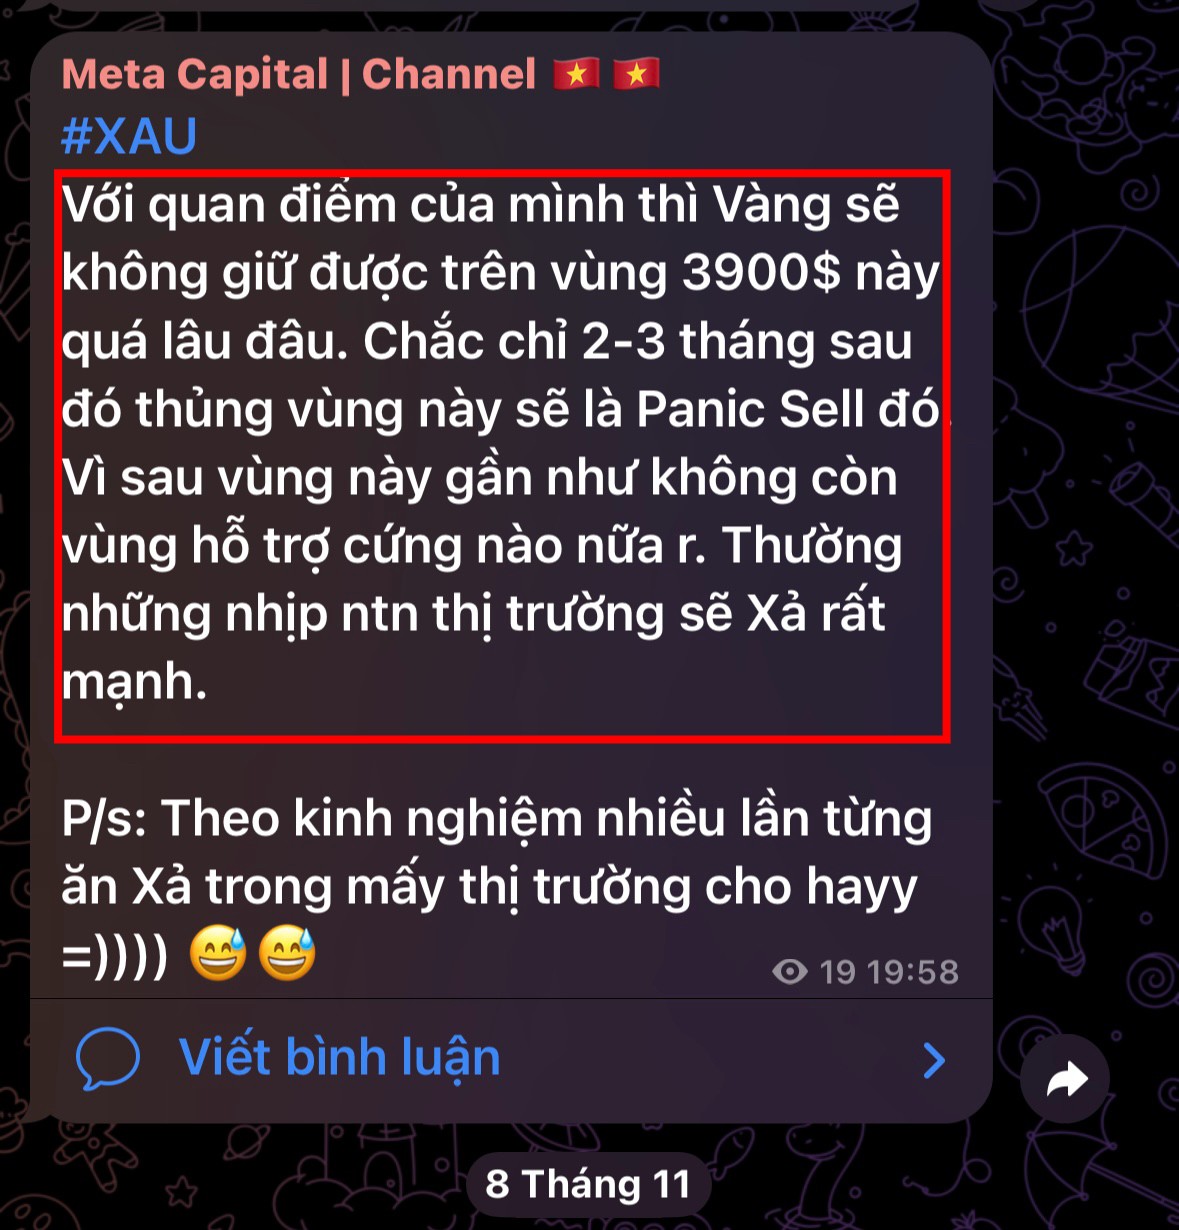 Meta Capital | Channel 🇻🇳 🇻🇳
#XAU
Với quan điểm của mình thì Vàng sẽ
không giữ được trên vùng 3900$ này
quá lâu đâu. Chắc chỉ 2-3 tháng sau
đó thủng vùng này sẽ là Panic Sell đó.
Vì sau vùng này gần như không còn
vùng hỗ trợ cứng nào nữa r. Thường
những nhịp ntn thị trường sẽ Xả rất
mạnh.
P/s: Theo kinh nghiệm nhiều lần từng
ăn Xả trong mấy thị trường cho hayy
=)))) 😅 😅
19 19:58
Viết bình luận
8 Tháng 11